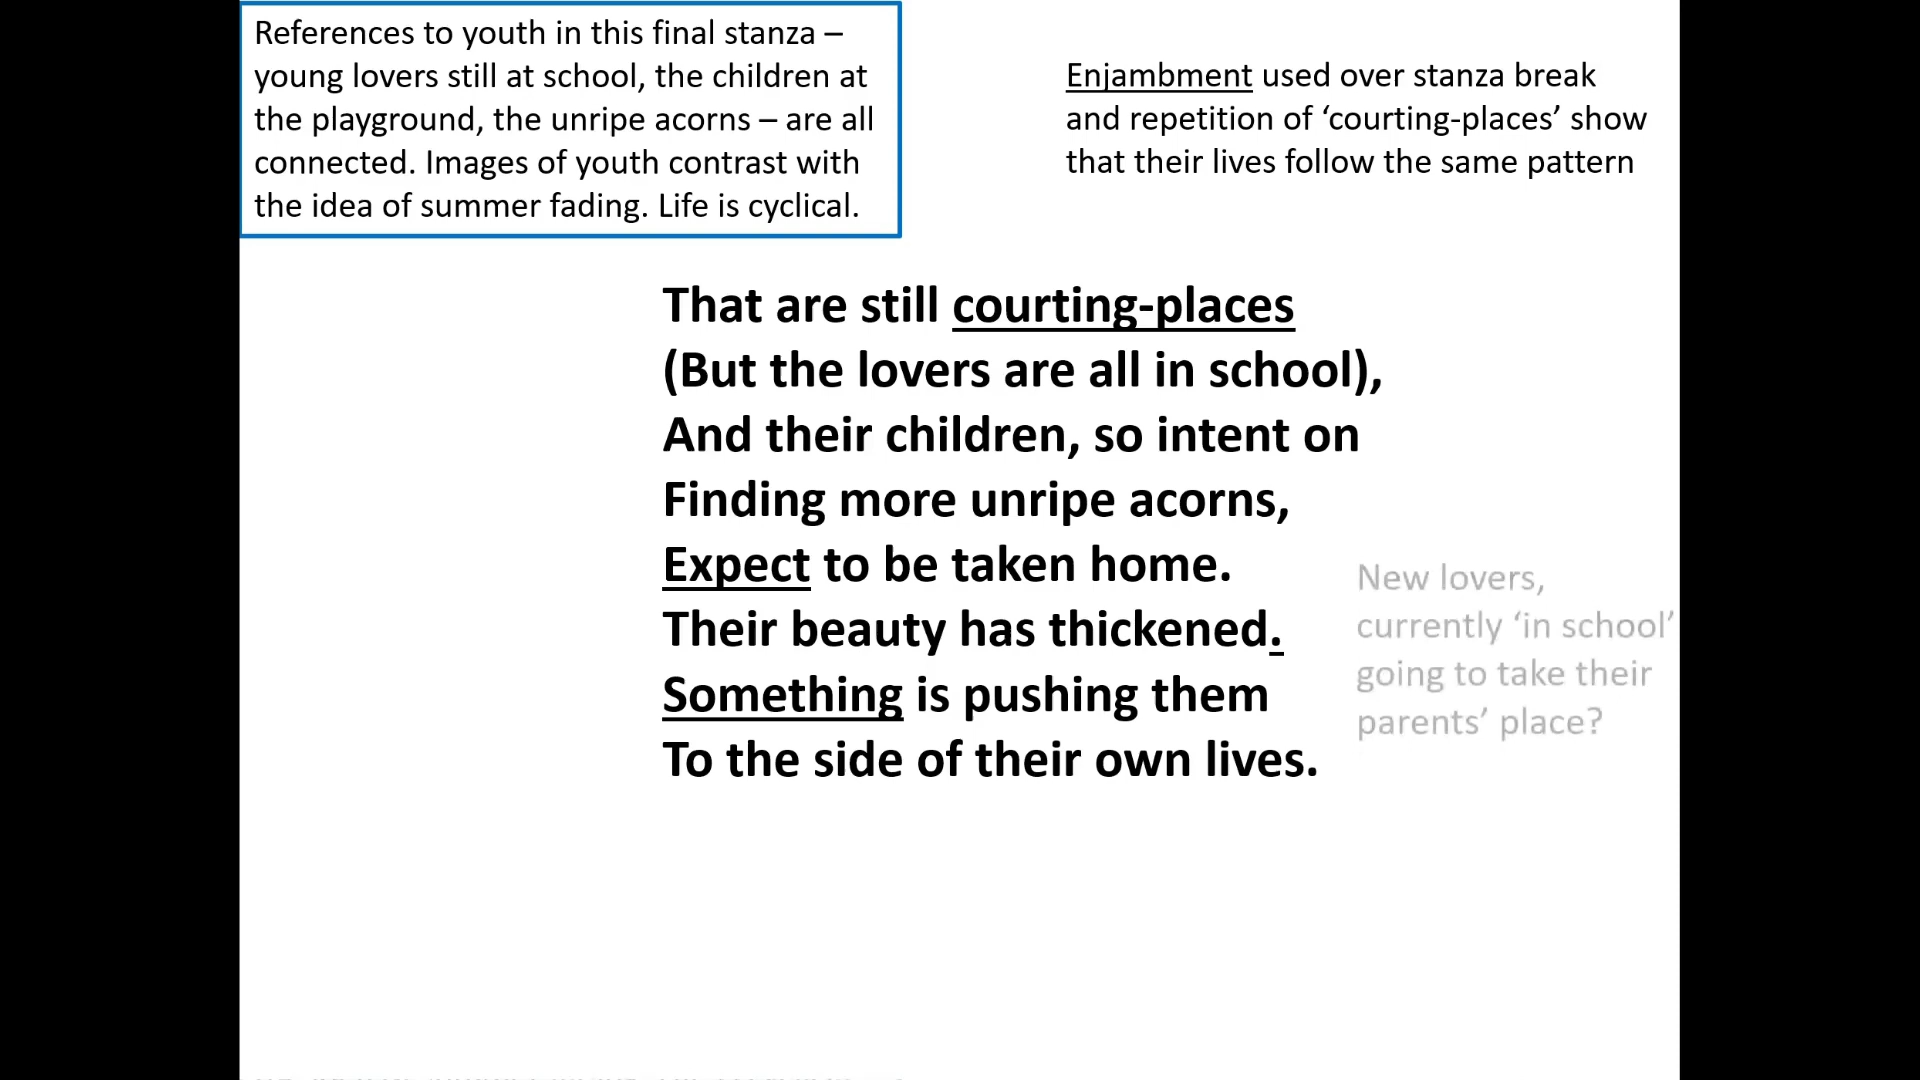 References to youth in this final stanza –
young lovers still at school, the children at
the playground, the unripe acorns – are all
connected. Images of youth contrast with
the idea of summer fading. Life is cyclical.
Enjambment used over stanza break
and repetition of ‘courting-places’ show
that their lives follow the same pattern
That are still courting-places
(But the lovers are all in school),
And their children, so intent on
Finding more unripe acorns,
Expect to be taken home.
Their beauty has thickened.
Something is pushing them
To the side of their own lives.
New lovers,
currently ‘in school’
going to take their
parents’ place?